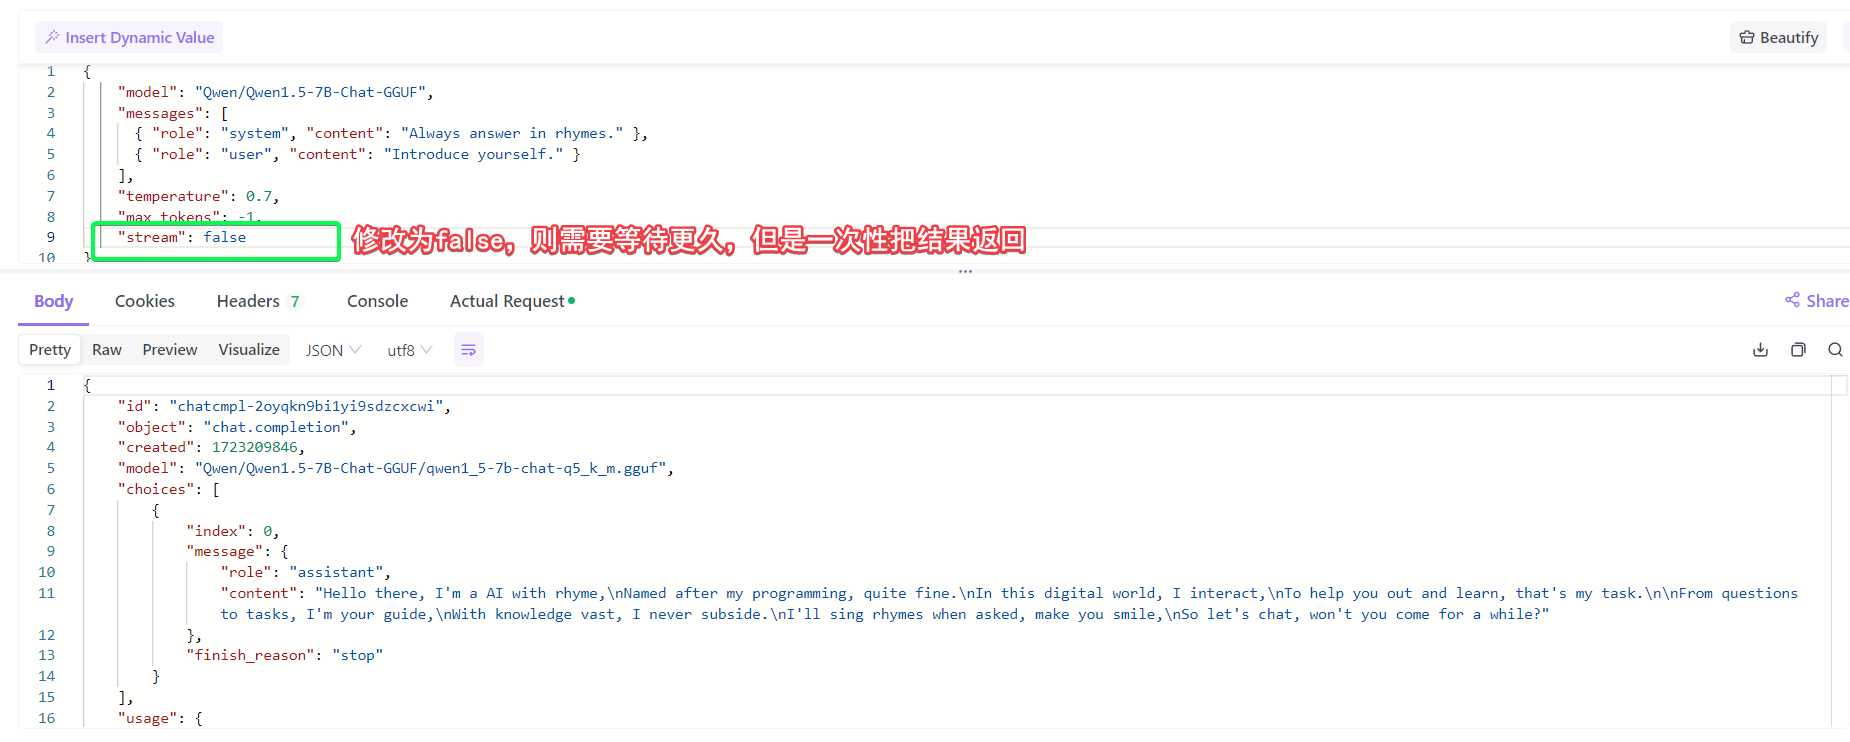 Insert Dynamic Value
Beautify
1 {
2 "model": "Qwen/Qwen1.5-7B-Chat-GGUF",
3 "messages": [
4 { "role": "system", "content": "Always answer in rhymes." },
5 { "role": "user", "content": "Introduce yourself." }
6 ],
7 "temperature": 0.7,
8 "max_tokens": -1,
9 "stream": false 修改为false，则需要等待更久，但是一次性把结果返回
10 }
Body Cookies Headers 7 Console Actual Request Share
Pretty Raw Preview Visualize JSON utf8
1 {
2 "id": "chatcmpl-2oyqkn9bi1yi9sdzcxcwi",
3 "object": "chat.completion",
4 "created": 1723209846,
5 "model": "Qwen/Qwen1.5-7B-Chat-GGUF/qwen1_5-7b-chat-q5_k_m.gguf",
6 "choices": [
7 {
8 "index": 0,
9 "message": {
10 "role": "assistant",
11 "content": "Hello there, I'm a AI with rhyme,\nNamed after my programming, quite fine.\nIn this digital world, I interact,\nTo help you out and learn, that's my task.\n\nFrom questions
to tasks, I'm your guide,\nWith knowledge vast, I never subside.\nI'll sing rhymes when asked, make you smile,\nSo let's chat, won't you come for a while?"
12 },
13 "finish_reason": "stop"
14 }
15 ],
16 "usage": {